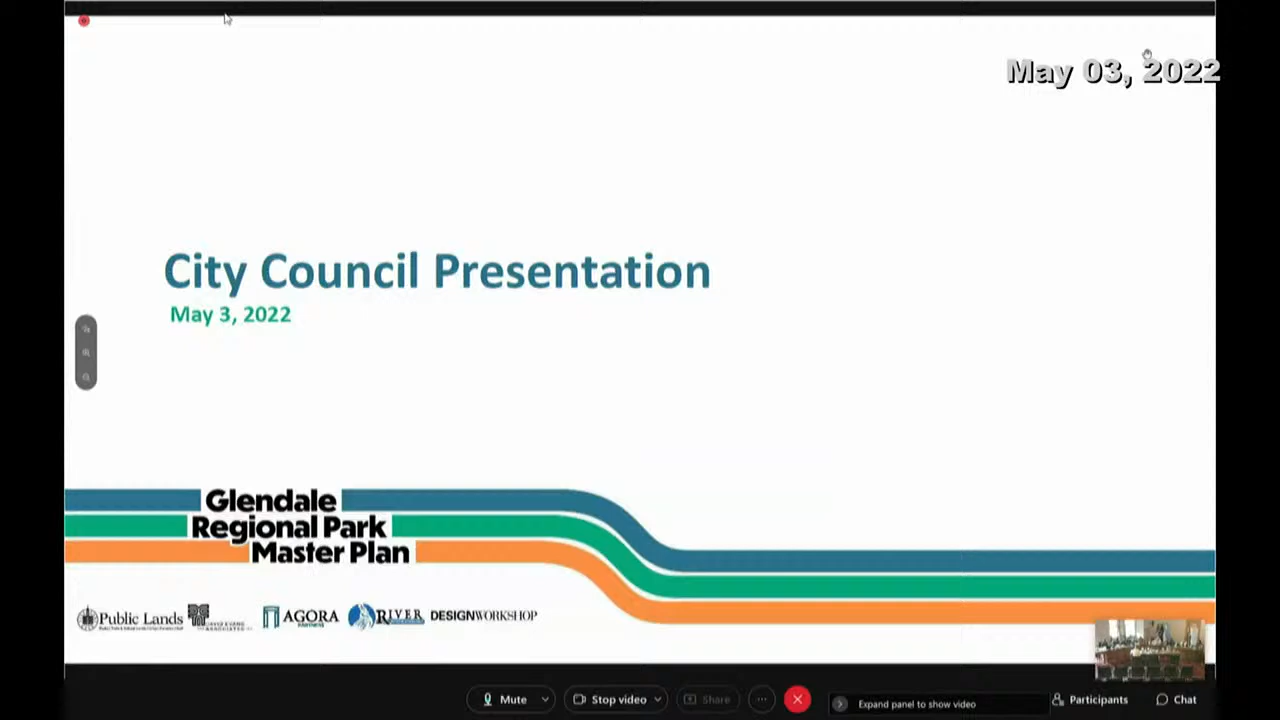 May 03, 2022
City Council Presentation
May 3, 2022
Glendale
Regional Park
Master Plan
Public Lands
AGORA
RIVER
DESIGNWORKSHOP
Mute
Stop video
Share
Expand panel to show video
Participants
Chat